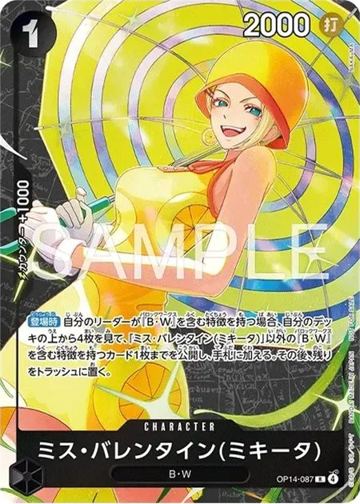 1
2000
打
カウンター+1000
SAMPLE
登場時 自分のリーダーが『B・W』を含む特徴を持つ場合、自分のデッ
キの上から4枚を見て、「ミス・バレンタイン(ミキータ)」以外の『B・W』
を含む特徴を持つカード1枚までを公開し、手札に加える。その後、残り
をトラッシュに置く。
CHARACTER
ミス・バレンタイン(ミキータ)
B・W
OP14-087 R 4